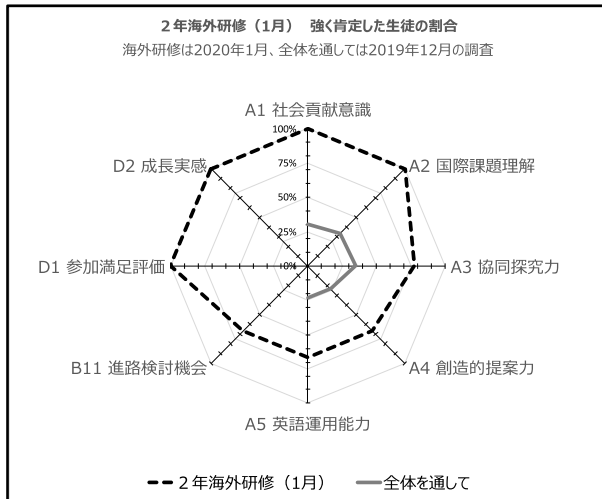 ２年海外研修（1月）　強く肯定した生徒の割合
海外研修は2020年1月、全体を通しては2019年12月の調査
A1 社会貢献意識
100%
D2 成長実感
A2 国際課題理解
75%
50%
25%
D1 参加満足評価
0%
A3 協同探究力
B11 進路検討機会
A4 創造的提案力
A5 英語運用能力
２年海外研修（1月）
全体を通して